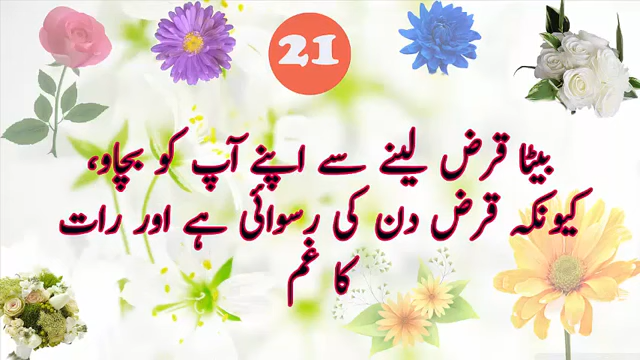 21
بیٹا قرض لینے سے اپنے آپ کو بچاو،
کیونکہ قرض دن کی رسوائی ہے اور رات
کا غم